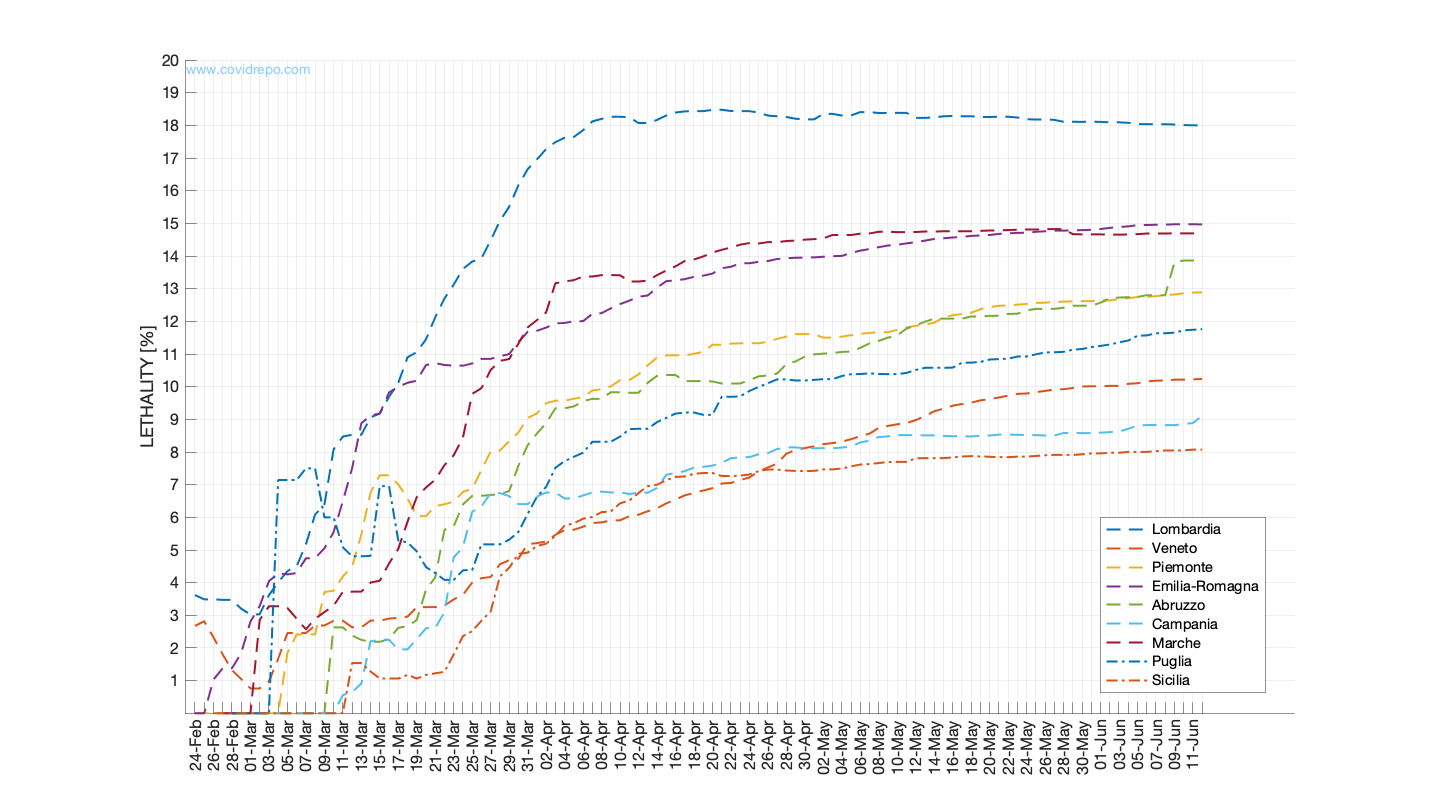 20
www.covidrepo.com
19
18
17
16
15
14
13
12
11
10
9
8
7
6
5
4
3
2
1
LETHALITY [%]
Lombardia
Veneto
Piemonte
Emilia-Romagna
Abruzzo
Campania
Marche
Puglia
Sicilia
24-Feb
26-Feb
28-Feb
01-Mar
03-Mar
05-Mar
07-Mar
09-Mar
11-Mar
13-Mar
15-Mar
17-Mar
19-Mar
21-Mar
23-Mar
25-Mar
27-Mar
29-Mar
31-Mar
02-Apr
04-Apr
06-Apr
08-Apr
10-Apr
12-Apr
14-Apr
16-Apr
18-Apr
20-Apr
22-Apr
24-Apr
26-Apr
28-Apr
30-Apr
02-May
04-May
06-May
08-May
10-May
12-May
14-May
16-May
18-May
20-May
22-May
24-May
26-May
28-May
30-May
01-Jun
03-Jun
05-Jun
07-Jun
09-Jun
11-Jun